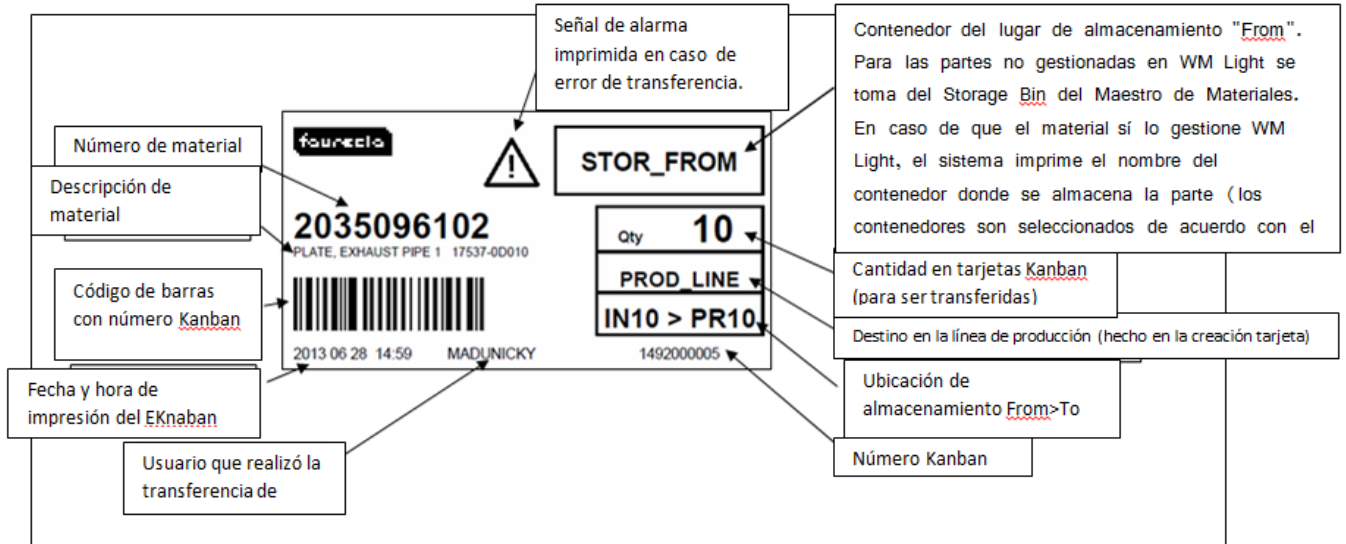 Señal de alarma
imprimida en caso de
error de transferencia.
Contenedor del lugar de almacenamiento "From".
Para las partes no gestionadas en WM Light se
toma del Storage Bin del Maestro de Materiales.
En caso de que el material sí lo gestione WM
Light, el sistema imprime el nombre del
contenedor donde se almacena la parte (los
contenedores son seleccionados de acuerdo con el
Número de material
Descripción de
material
Código de barras
con número Kanban
Fecha y hora de
impresión del EKnaban
Usuario que realizó la
transferencia de
faurecia
STOR_FROM
2035096102
PLATE, EXHAUST PIPE 1 17537-0D010
Qty 10
PROD_LINE
IN10 > PR10
2013 06 28 14:59 MADUNICKY 1492000005
Cantidad en tarjetas Kanban
(para ser transferidas)
Destino en la línea de producción (hecho en la creación tarjeta)
Ubicación de
almacenamiento From>To
Número Kanban